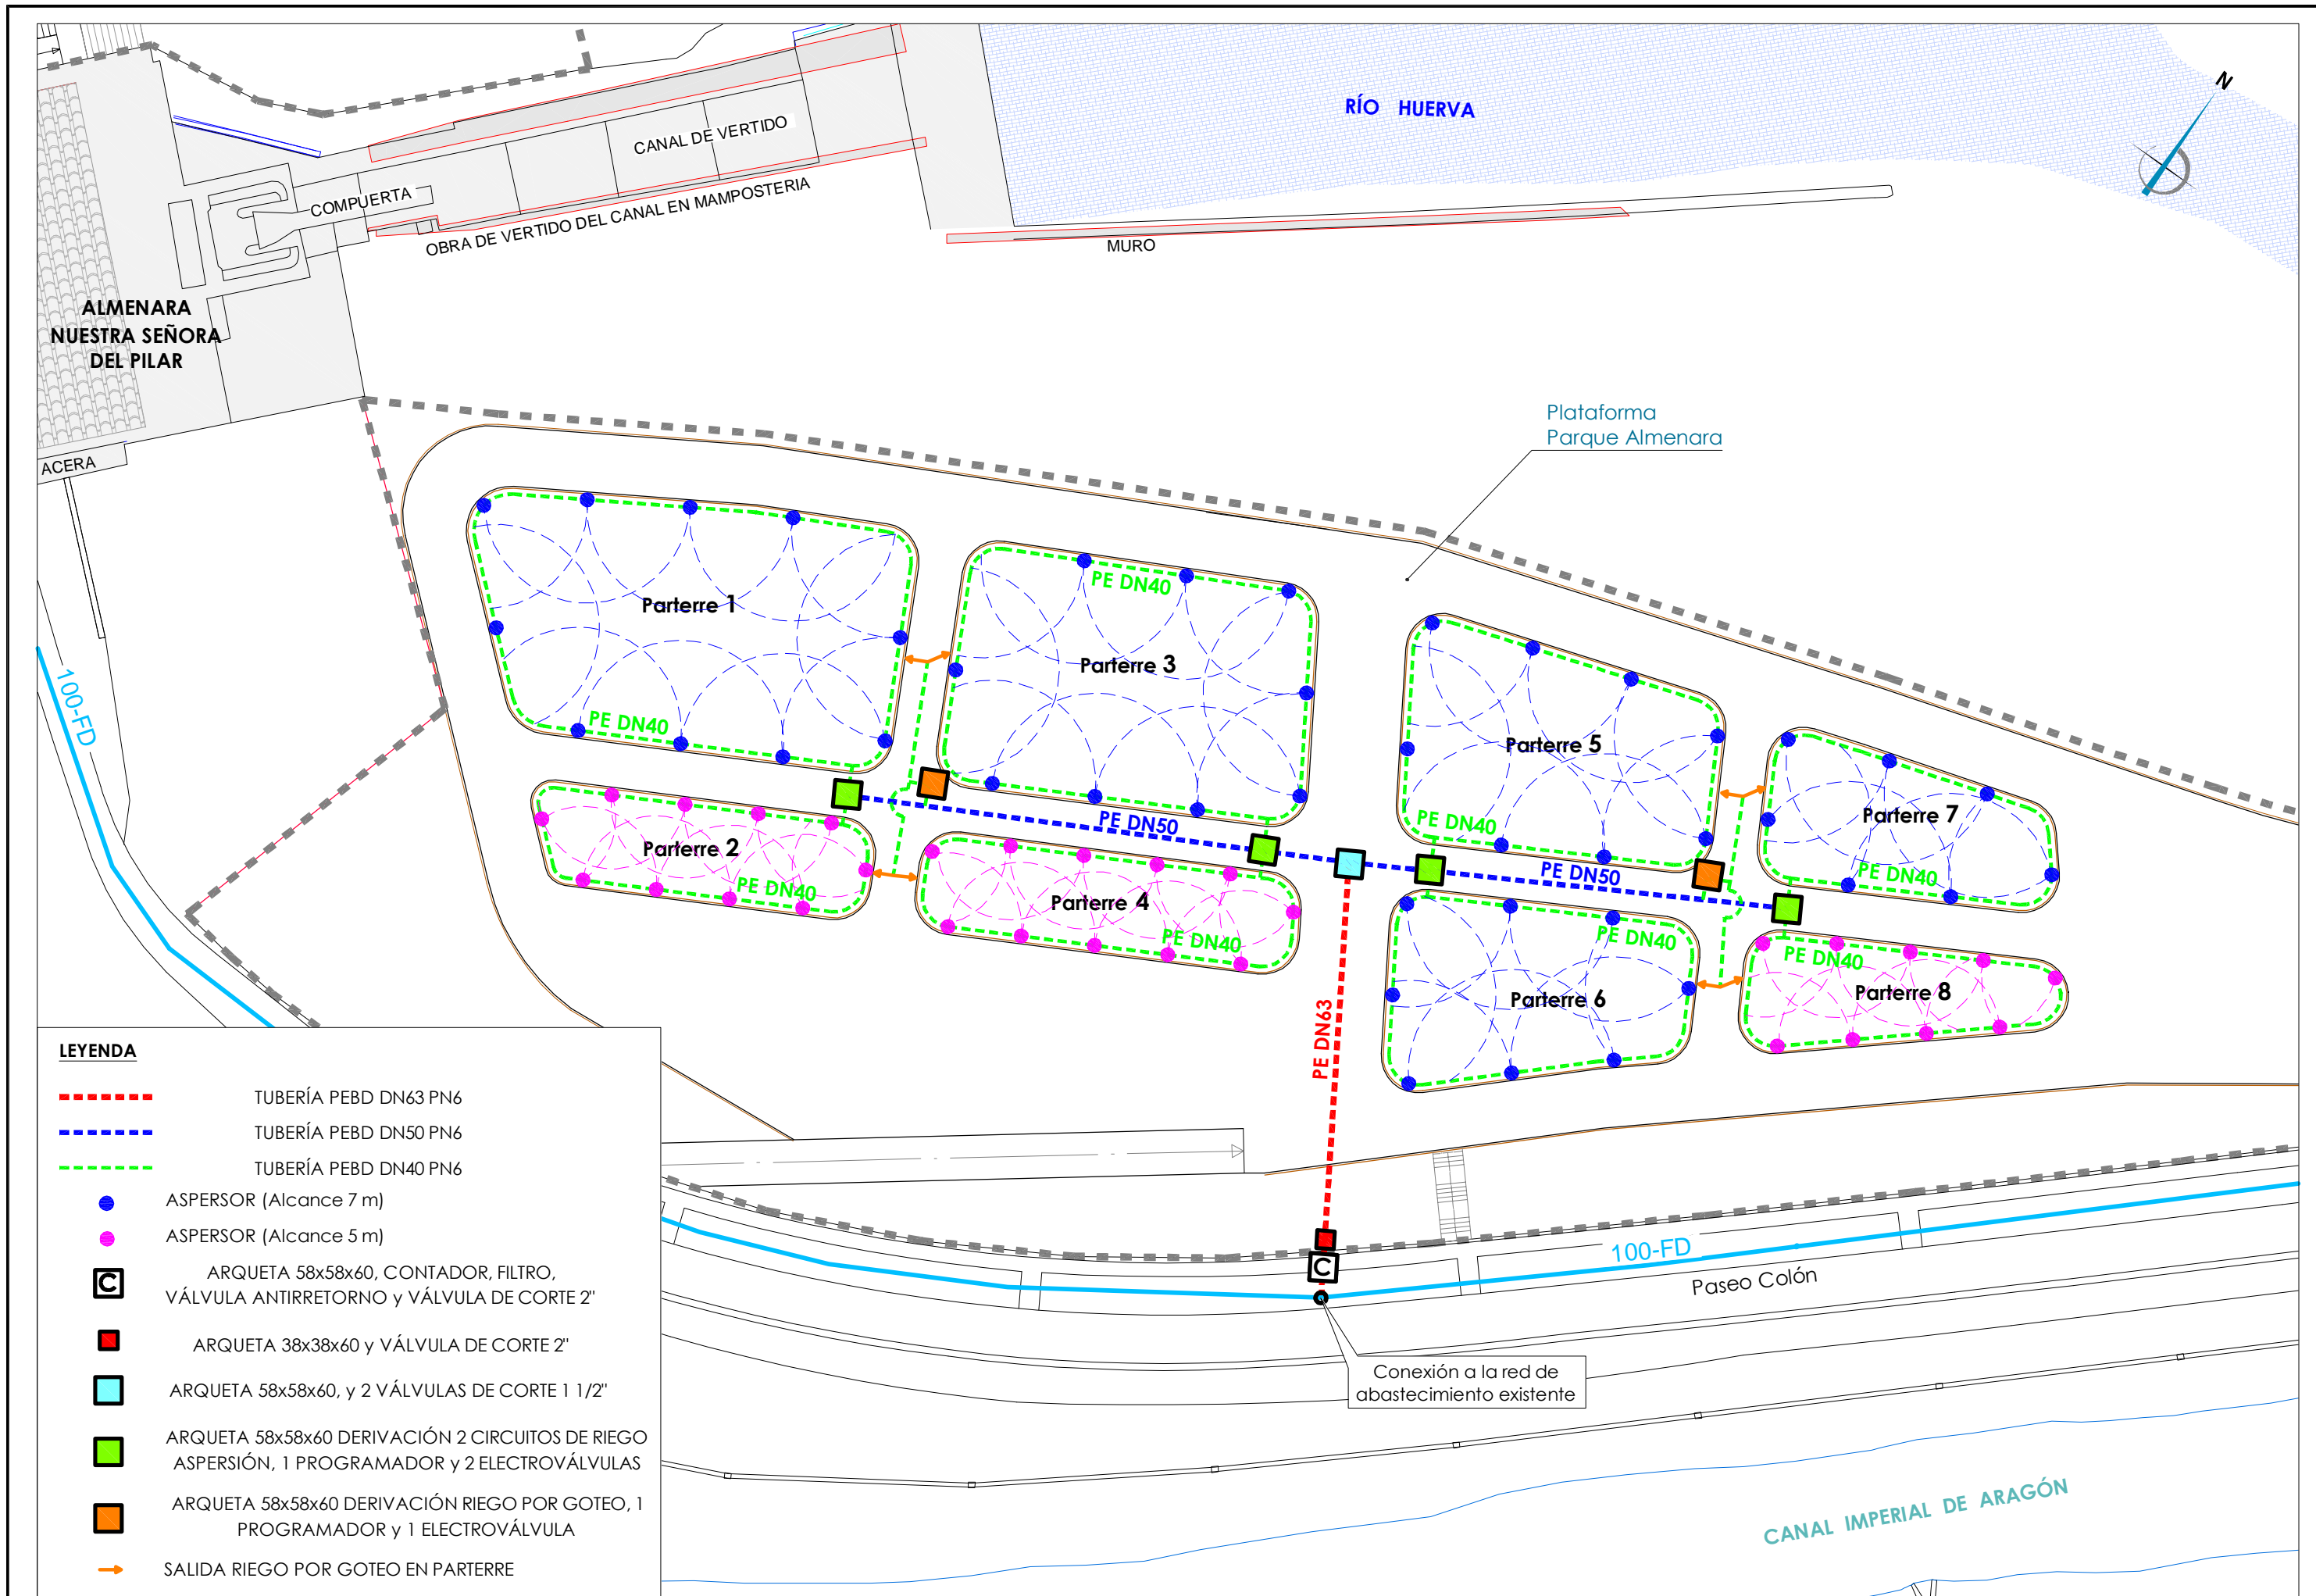 RÍO HUERVA
N
CANAL DE VERTIDO
COMPUERTA
OBRA DE VERTIDO DEL CANAL EN MAMPOSTERIA
MURO
ALMENARA
NUESTRA SEÑORA
DEL PILAR
ACERA
Plataforma
Parque Almenara
100-FD
Parterre 1
PE DN40
Parterre 3
PE DN40
Parterre 5
PE DN40
Parterre 7
PE DN40
Parterre 2
PE DN40
PE DN50
Parterre 4
PE DN40
PE DN50
Parterre 6
PE DN40
Parterre 8
PE DN40
PE DN63
LEYENDA
TUBERÍA PEBD DN63 PN6
TUBERÍA PEBD DN50 PN6
TUBERÍA PEBD DN40 PN6
ASPERSOR (Alcance 7 m)
ASPERSOR (Alcance 5 m)
C
ARQUETA 58x58x60, CONTADOR, FILTRO,
VÁLVULA ANTIRRETORNO y VÁLVULA DE CORTE 2"
ARQUETA 38x38x60 y VÁLVULA DE CORTE 2"
ARQUETA 58x58x60, y 2 VÁLVULAS DE CORTE 1 1/2"
ARQUETA 58x58x60 DERIVACIÓN 2 CIRCUITOS DE RIEGO
ASPERSIÓN, 1 PROGRAMADOR y 2 ELECTROVÁLVULAS
ARQUETA 58x58x60 DERIVACIÓN RIEGO POR GOTEO, 1
PROGRAMADOR y 1 ELECTROVÁLVULA
SALIDA RIEGO POR GOTEO EN PARTERRE
C
100-FD
Paseo Colón
Conexión a la red de
abastecimiento existente
CANAL IMPERIAL DE ARAGÓN